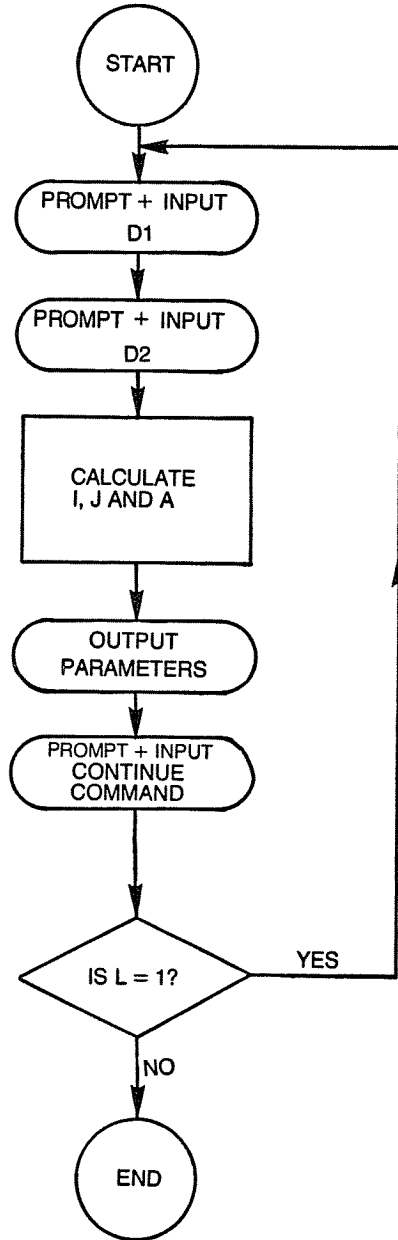 START
PROMPT + INPUT
D1
PROMPT + INPUT
D2
CALCULATE
I, J AND A
OUTPUT
PARAMETERS
PROMPT + INPUT
CONTINUE
COMMAND
IS L = 1?
YES
NO
END